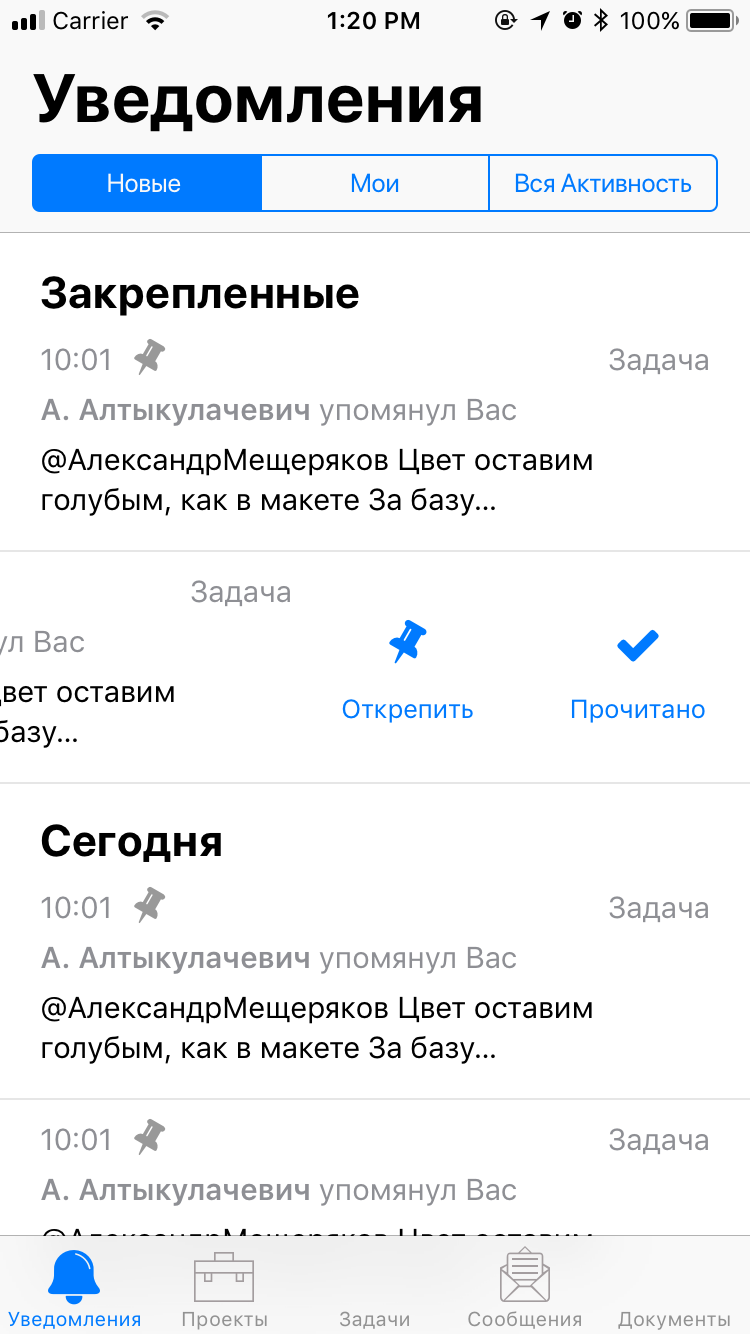 Carrier 1:20 PM 100%
Уведомления
Новые Мои Вся Активность
Закрепленные
10:01 Задача
А. Алтыкулачевич упомянул Вас
@АлександрМещеряков Цвет оставим
голубым, как в макете За базу...
Задача
ул Вас
Открепить Прочитано
цвет оставим
базу...
Сегодня
10:01 Задача
А. Алтыкулачевич упомянул Вас
@АлександрМещеряков Цвет оставим
голубым, как в макете За базу...
10:01 Задача
А. Алтыкулачевич упомянул Вас
@АлександрМещеряков Цвет оставим
Уведомления Проекты Задачи Сообщения Документы